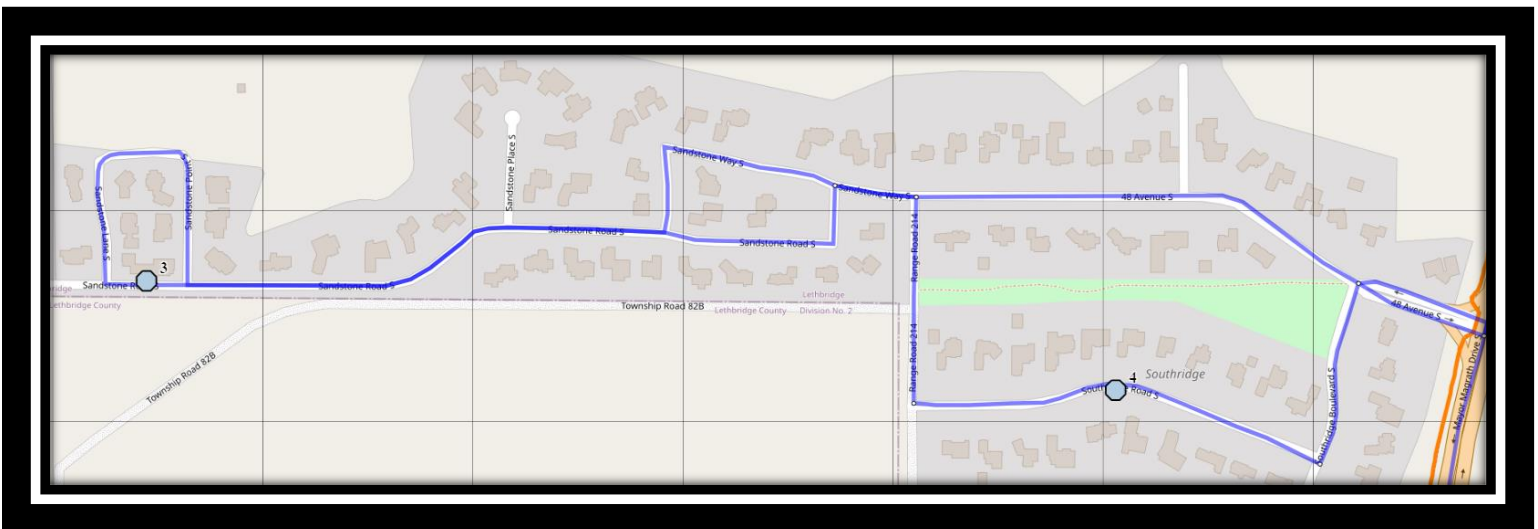 Sandstone Way S
Sandstone Place S
Sandstone Point
Sandstone Lane S
Sandstone Way S
48 Avenue S
Range Road 214
Sandstone Road S
Sandstone Road S
3
Sandstone R
Sandstone Road S
Lethbridge County
Township Road 82B
Lethbridge
Lethbridge County
Division No. 2
48 Avenue S
Township Road 82B
Range Road 214
4
Southridge
Road S
Southridge Boulevard S
Mayor Magrath Drive S